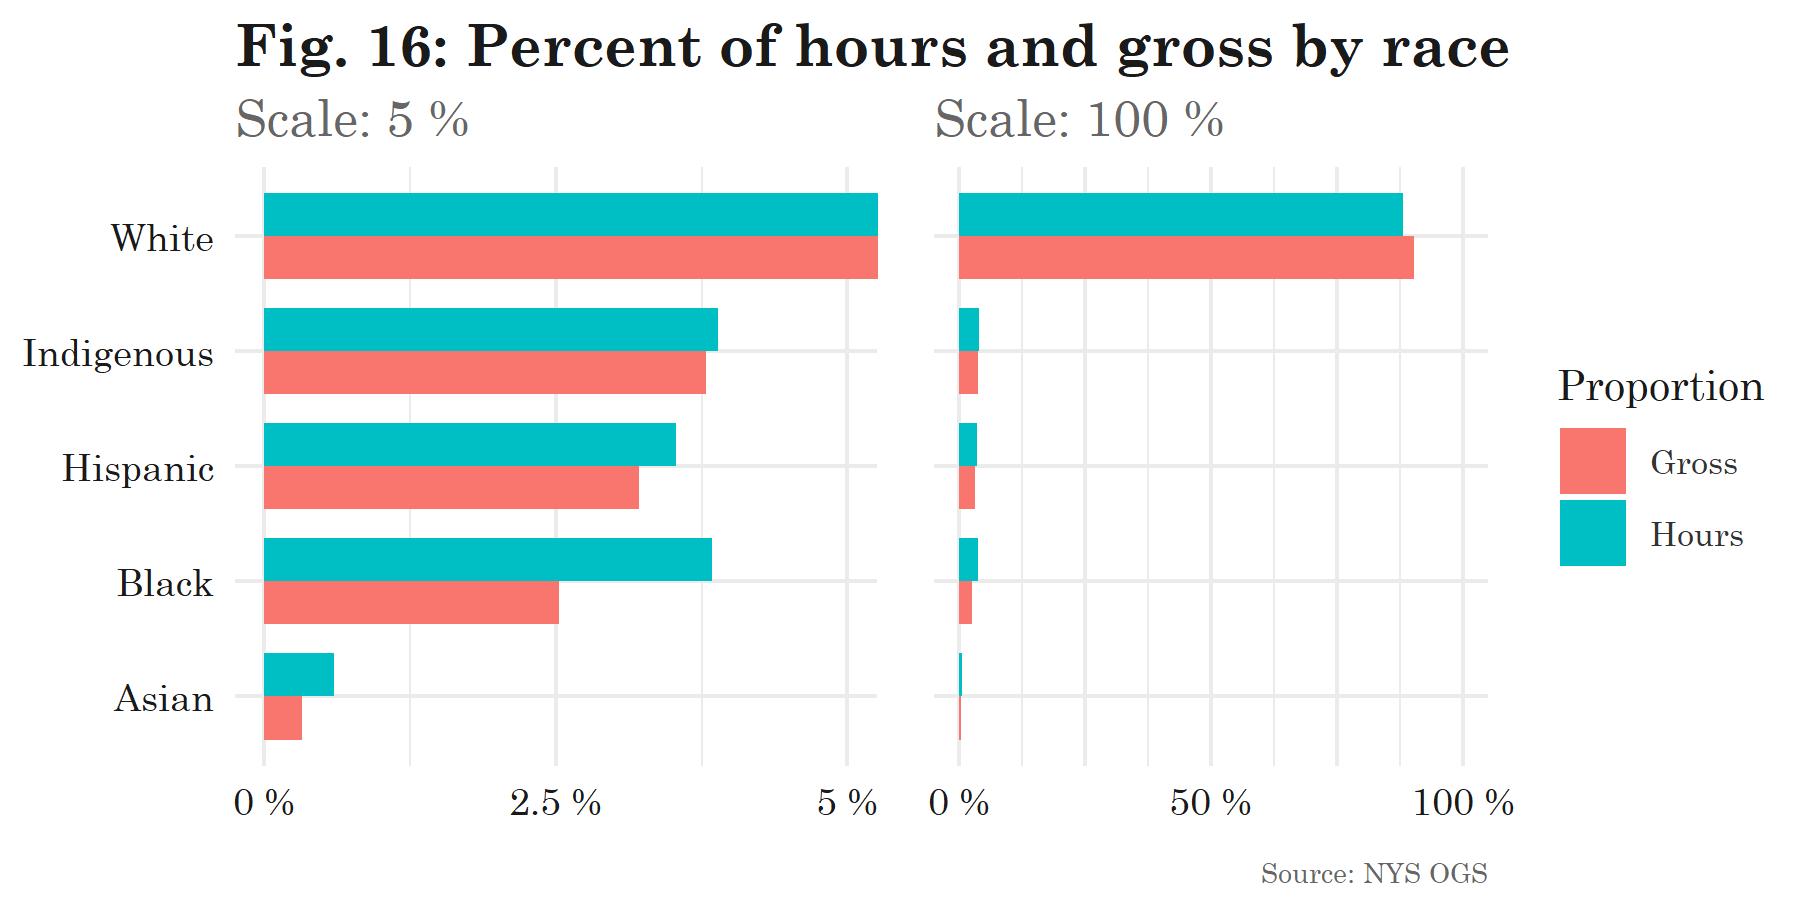 Fig. 16: Percent of hours and gross by race
Scale: 5 %
Scale: 100 %
White
Indigenous
Hispanic
Black
Asian
0 %
2.5 %
5 %
0 %
50 %
100 %
Proportion
Gross
Hours
Source: NYS OGS